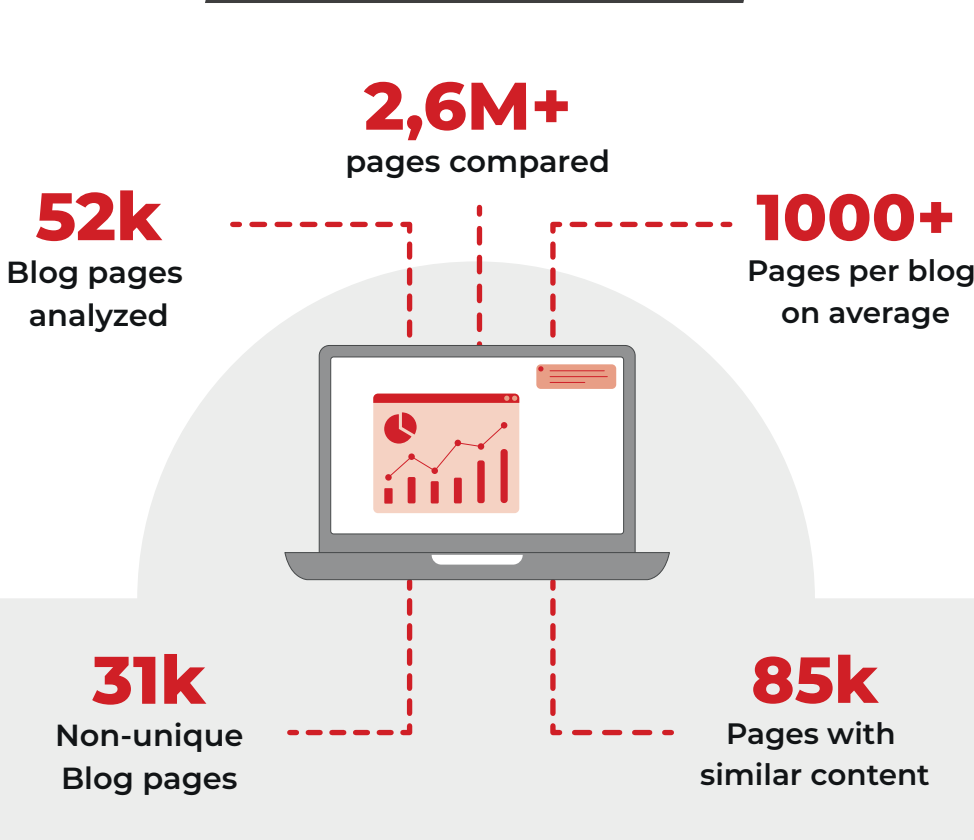 2,6M+
pages compared
52k
Blog pages
analyzed
1000+
Pages per blog
on average
31k
Non-unique
Blog pages
85k
Pages with
similar content